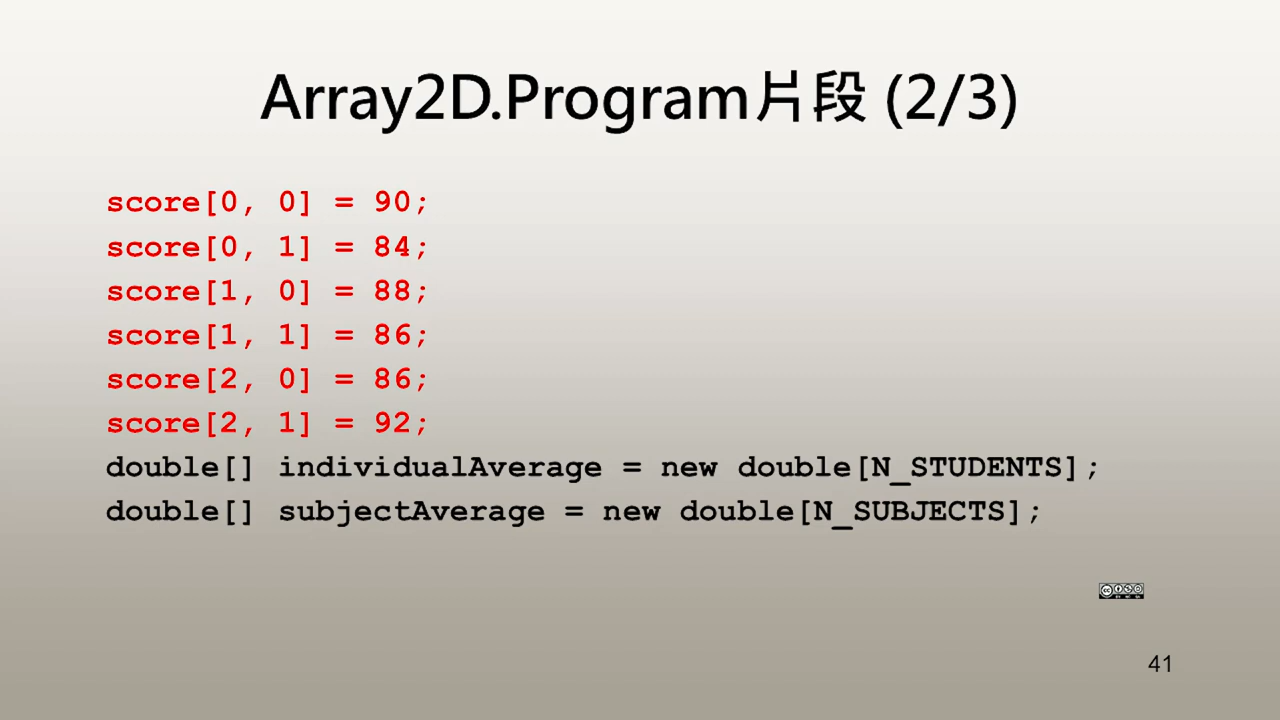 Array2D.Program片段 (2/3)
score[0, 0] = 90;
score[0, 1] = 84;
score[1, 0] = 88;
score[1, 1] = 86;
score[2, 0] = 86;
score[2, 1] = 92;
double[] individualAverage = new double[N_STUDENTS];
double[] subjectAverage = new double[N_SUBJECTS];
41